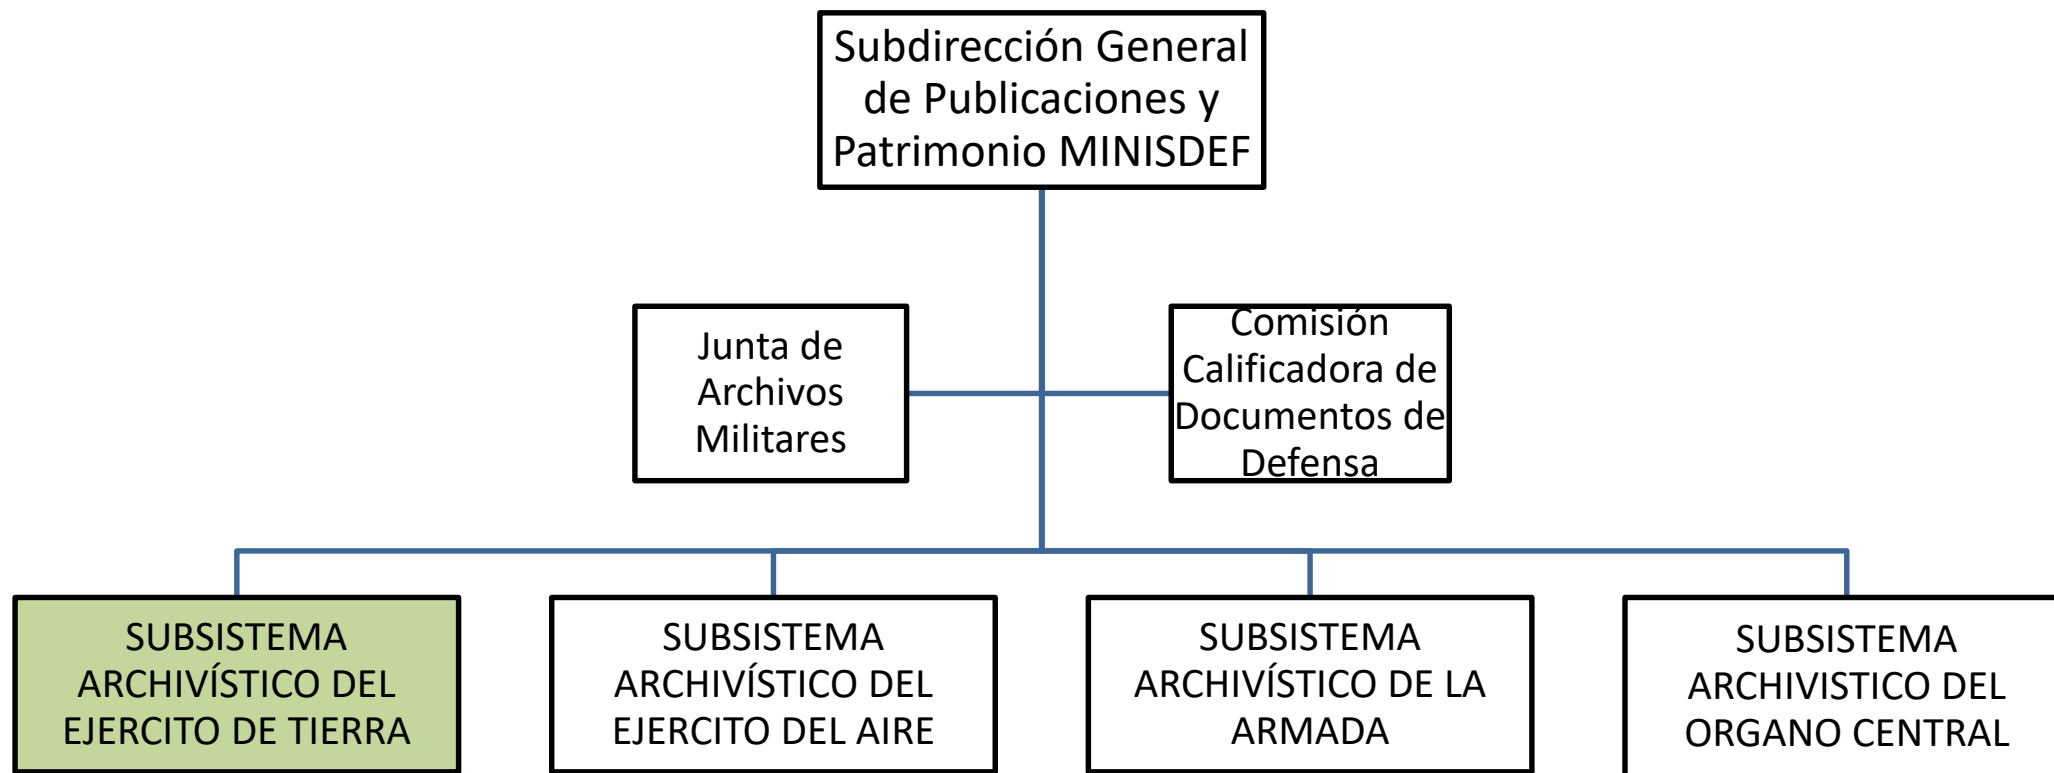 Subdirección General
de Publicaciones y
Patrimonio MINISDEF
Junta de
Archivos
Militares
Comisión
Calificadora de
Documentos de
Defensa
SUBSISTEMA
ARCHIVÍSTICO DEL
EJERCITO DE TIERRA
SUBSISTEMA
ARCHIVÍSTICO DEL
EJERCITO DEL AIRE
SUBSISTEMA
ARCHIVÍSTICO DE LA
ARMADA
SUBSISTEMA
ARCHIVISTICO DEL
ORGANO CENTRAL